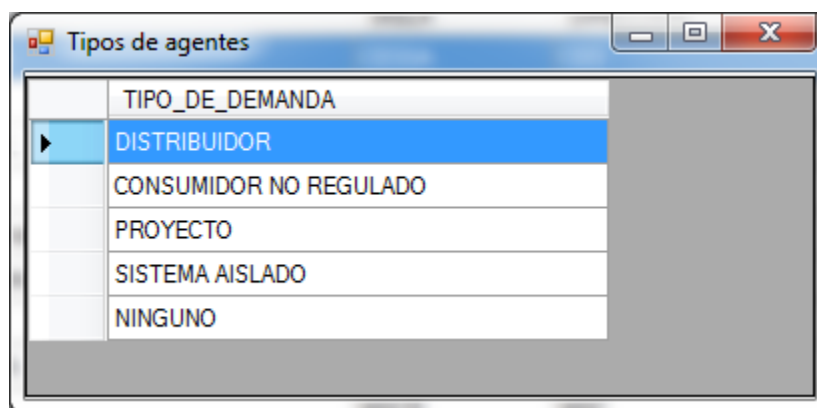 Tipos de agentes
TIPO_DE_DEMANDA
DISTRIBUIDOR
CONSUMIDOR NO REGULADO
PROYECTO
SISTEMA AISLADO
NINGUNO